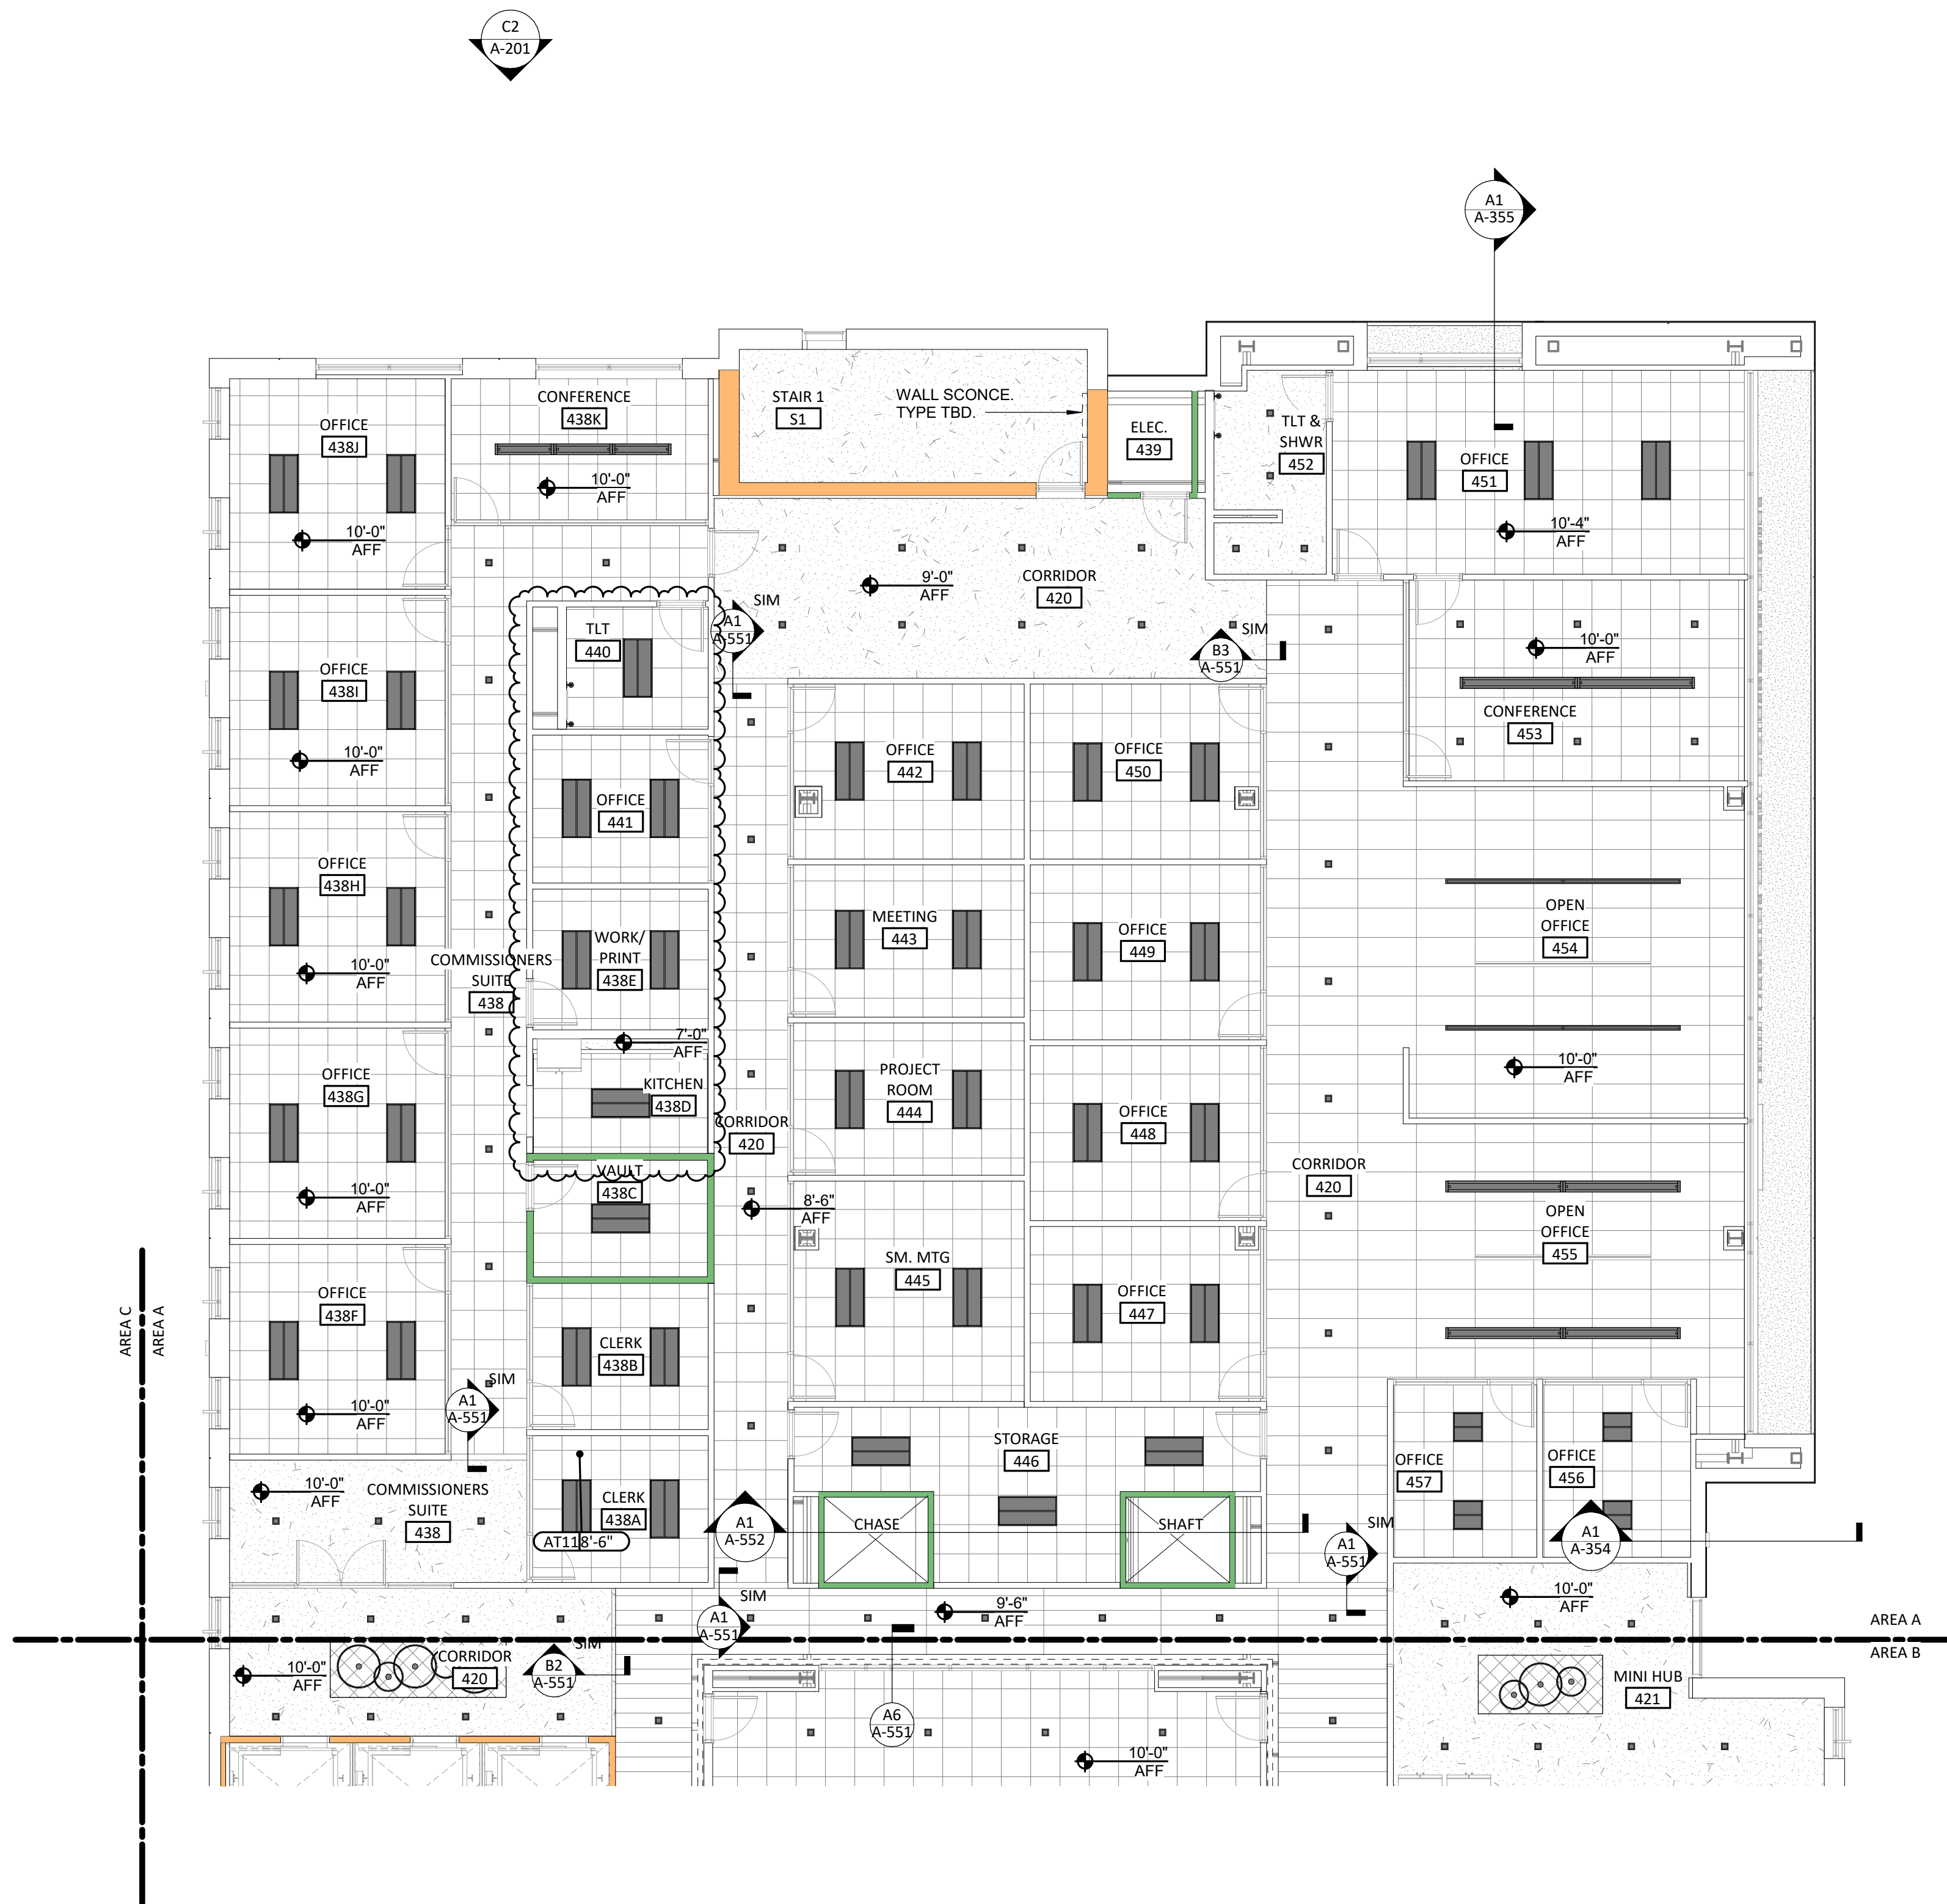 C2
A-201
A1
A-355
OFFICE
438J
10'-0"
AFF
CONFERENCE
438K
10'-0"
AFF
STAIR 1
S1
WALL SCONCE.
TYPE TBD.
ELEC.
439
TLT &
SHWR
452
OFFICE
451
10'-4"
AFF
9'-0"
AFF
CORRIDOR
420
TLT
440
SIM
A1
A-551
SIM
B3
A-551
10'-0"
AFF
CONFERENCE
453
OFFICE
438I
10'-0"
AFF
OFFICE
441
OFFICE
442
OFFICE
450
OFFICE
438H
10'-0"
AFF
COMMISSIONERS
SUITE
438
WORK/
PRINT
438E
MEETING
443
OFFICE
449
OPEN
OFFICE
454
10'-0"
AFF
7'-0"
AFF
OFFICE
438G
10'-0"
AFF
KITCHEN
438D
CORRIDOR
420
PROJECT
ROOM
444
OFFICE
448
VAULT
438C
8'-6"
AFF
CORRIDOR
420
OPEN
OFFICE
455
SM. MTG
445
OFFICE
447
OFFICE
438F
10'-0"
AFF
CLERK
438B
SIM
A1
A-551
AREA C
AREA A
10'-0"
AFF
COMMISSIONERS
SUITE
438
CLERK
438A
AT1
18'-6"
STORAGE
446
CHASE
SHAFT
A1
A-552
SIM
A1
A-551
OFFICE
457
OFFICE
456
A1
A-354
10'-0"
AFF
9'-6"
AFF
SIM
A1
A-551
AREA A
AREA B
10'-0"
AFF
CORRIDOR
420
SIM
B2
A-551
A6
A-551
10'-0"
AFF
MINI HUB
421